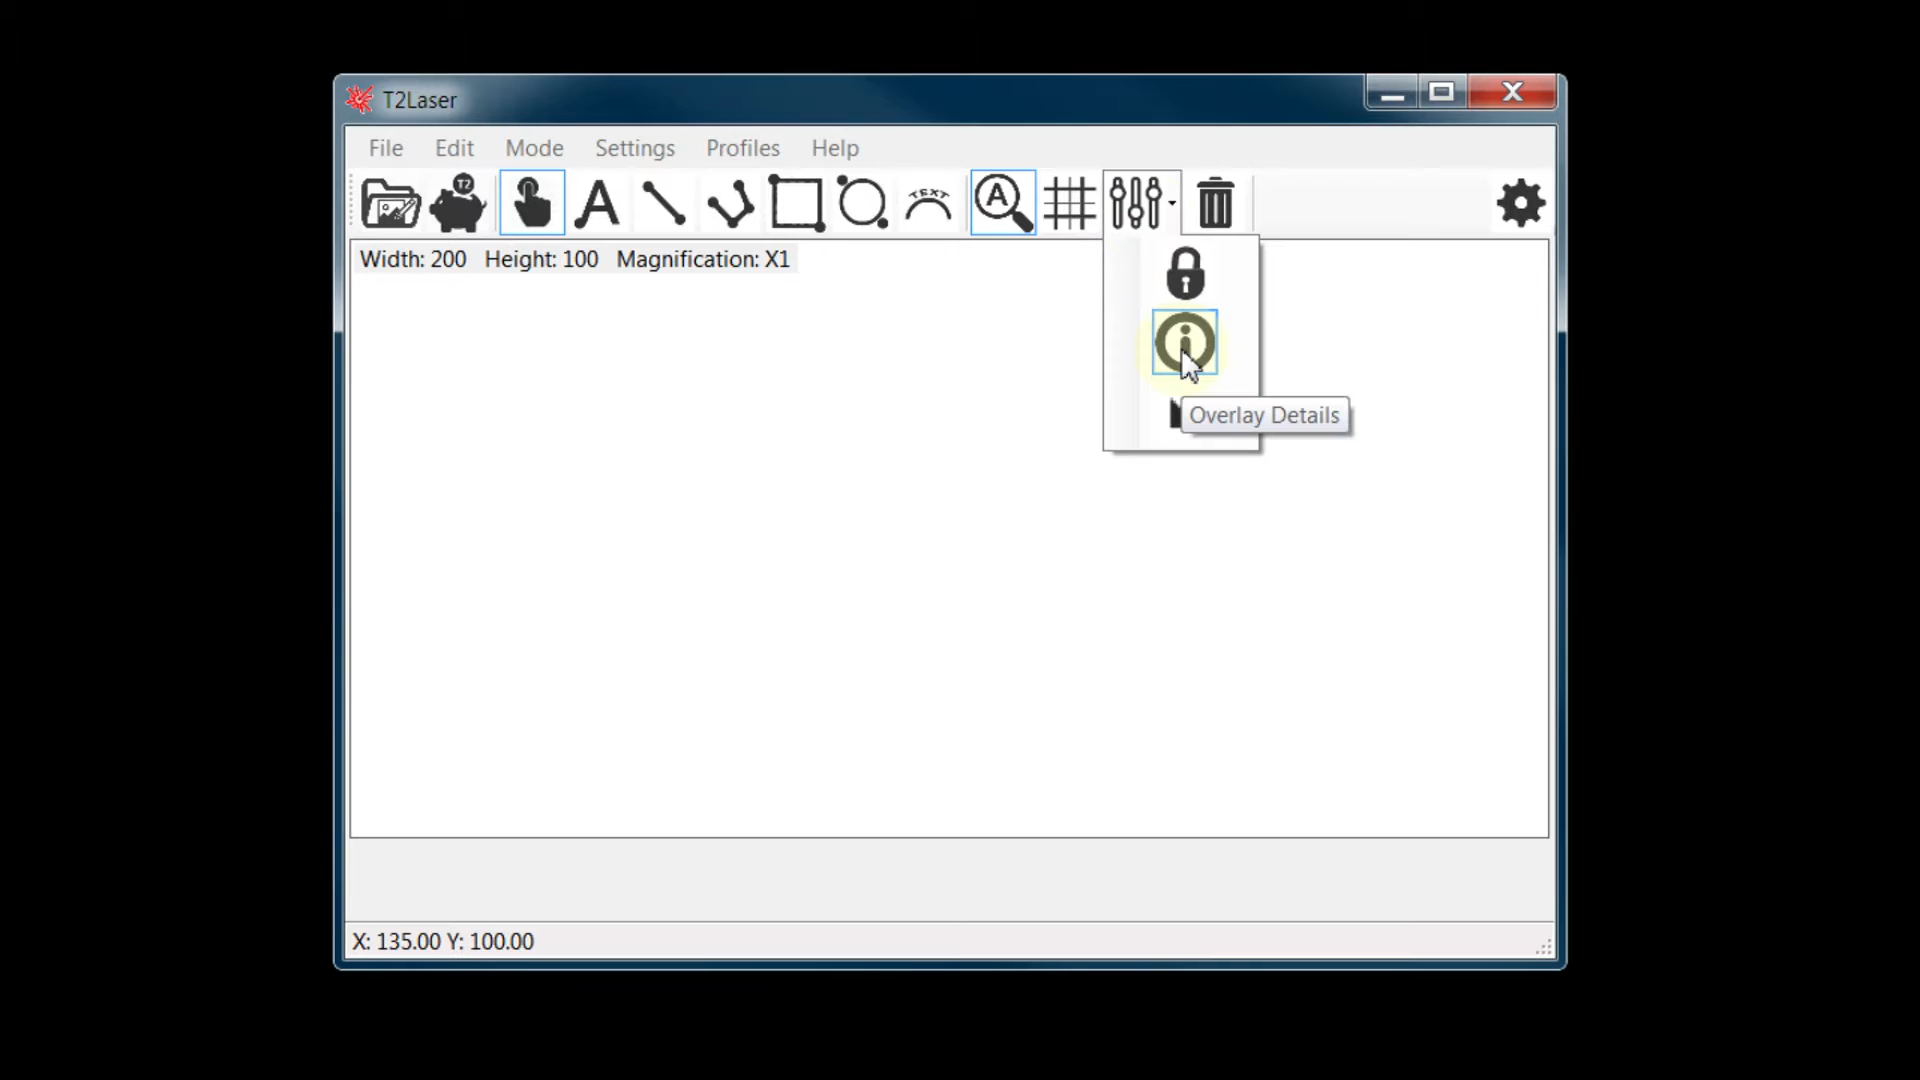 T2Laser
File Edit Mode Settings Profiles Help
T2 A TEXT A
Width: 200 Height: 100 Magnification: X1
Overlay Details
X: 135.00 Y: 100.00